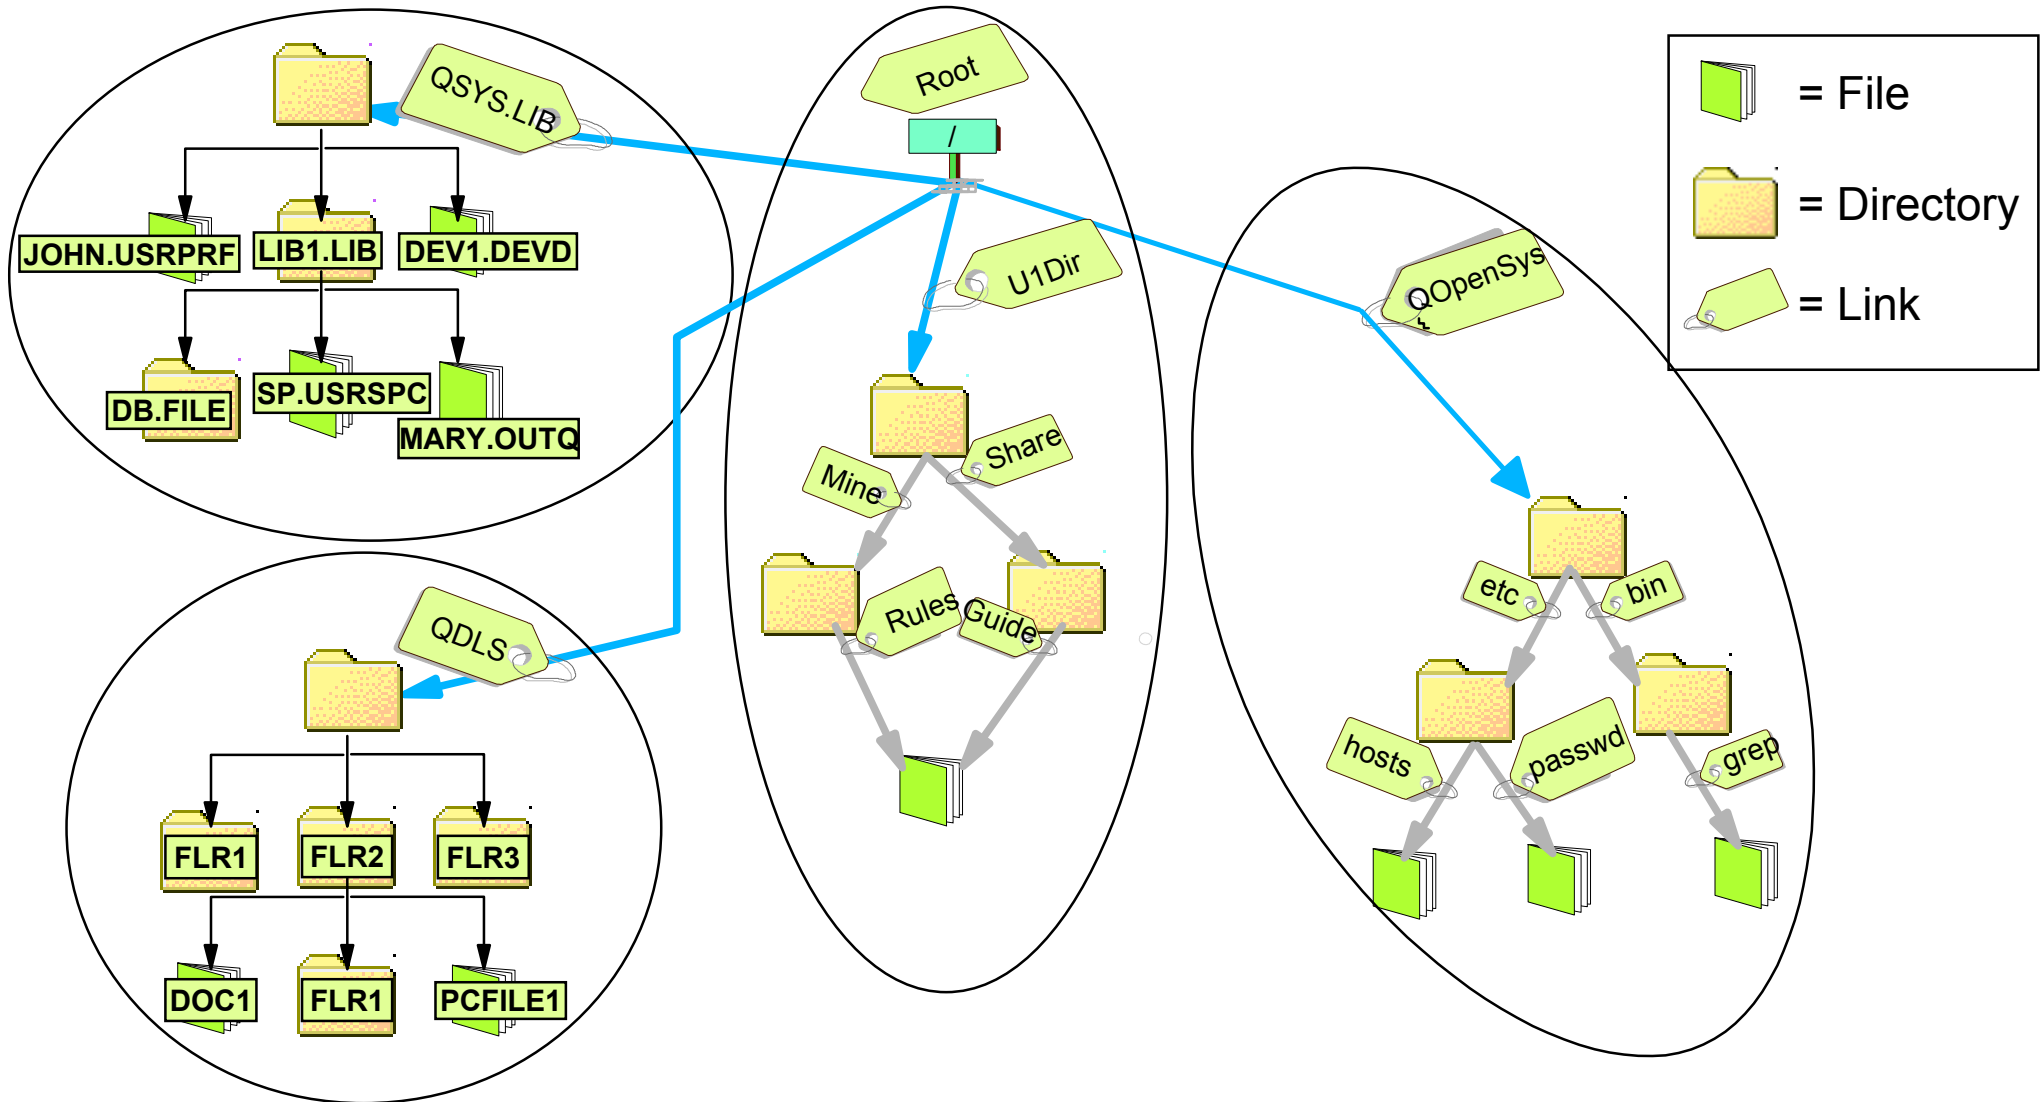 QSYS.LIB
JOHN.USRPRF
LIB1.LIB
DEV1.DEVD
DB.FILE
SP.USRSPC
MARY.OUTQ
QDLS
FLR1
FLR2
FLR3
DOC1
FLR1
PCFILE1
Root
/
U1Dir
Mine
Share
Rules
Guide
QOpenSys
etc
bin
hosts
passwd
grep
= File
= Directory
= Link